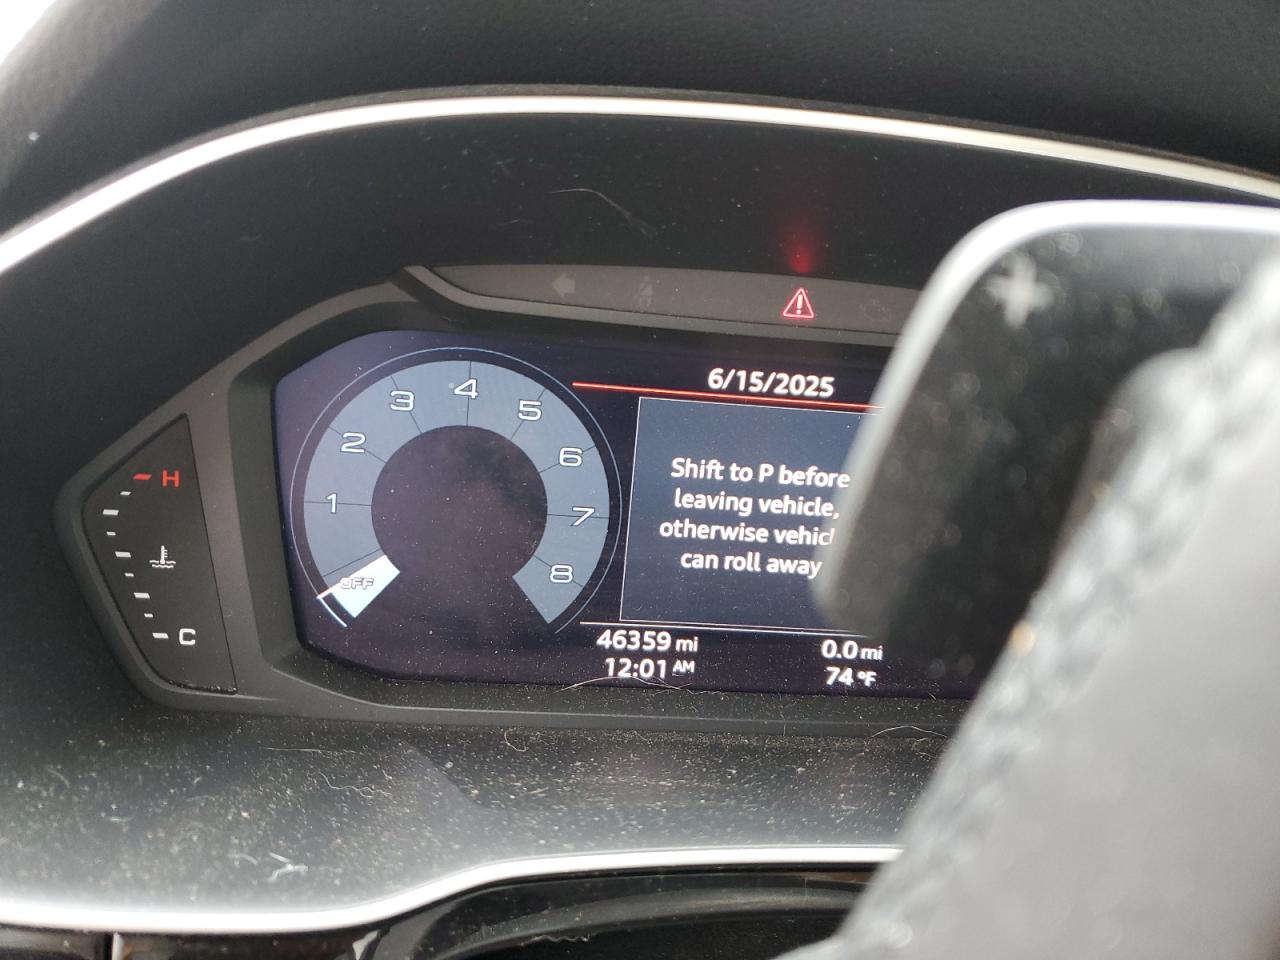 6/15/2025
1
2
3
4
5
6
7
8
OFF
H
C
Shift to P before
leaving vehicle,
otherwise
can roll away
46359 mi
0.0 mi
12:01 AM
74 °F